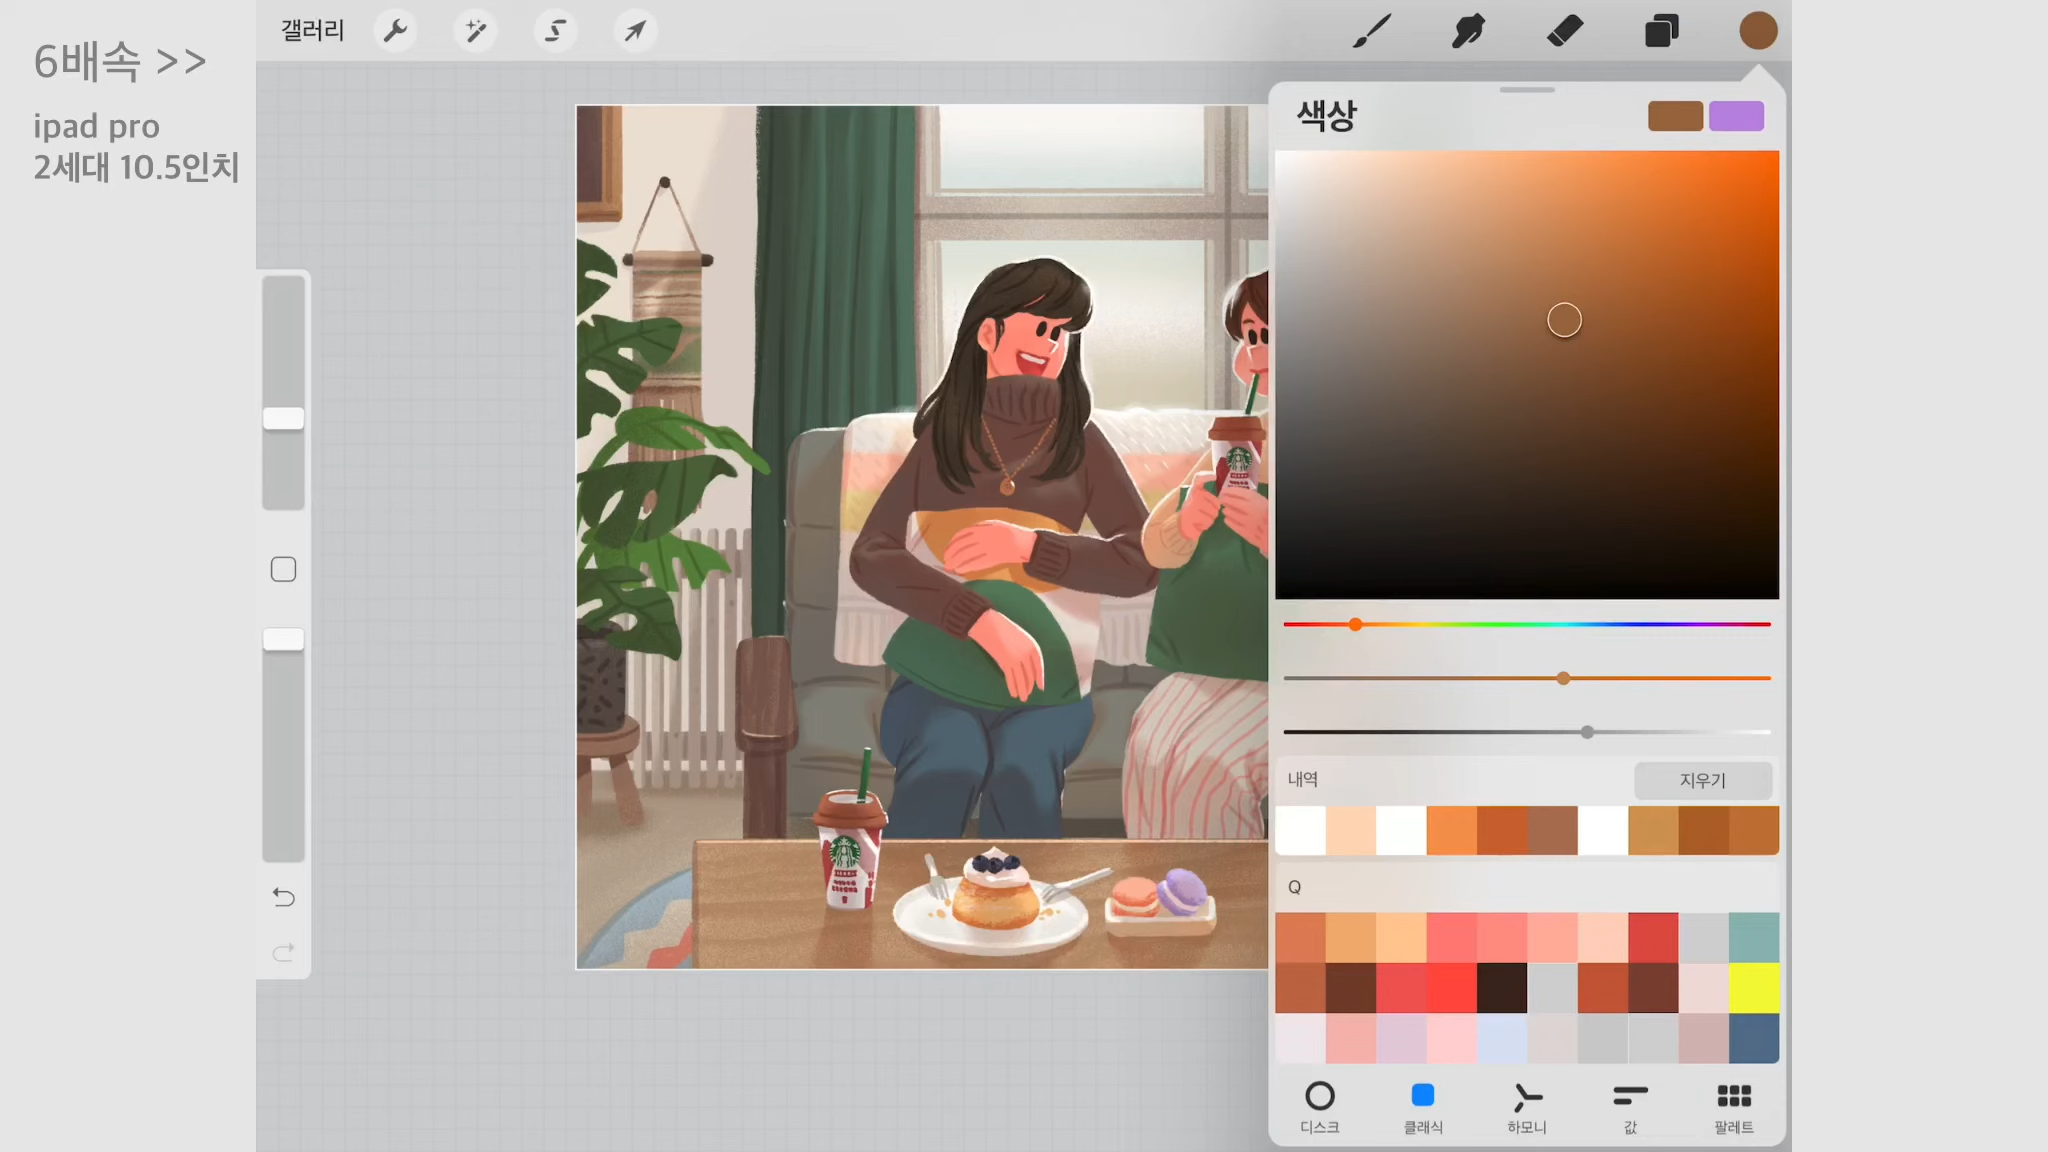 6배속 >>
ipad pro
2세대 10.5인치
갤러리
색상
내역
지우기
Q
디스크
클래식
하모니
값
팔레트